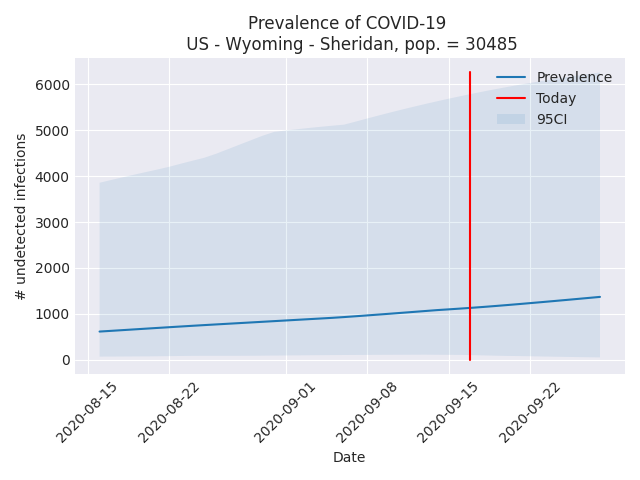 Prevalence of COVID-19
US - Wyoming - Sheridan, pop. = 30485
Prevalence
Today
95CI
6000
5000
4000
3000
2000
1000
0
# undetected infections
2020-08-15
2020-08-22
2020-09-01
2020-09-08
2020-09-15
2020-09-22
Date